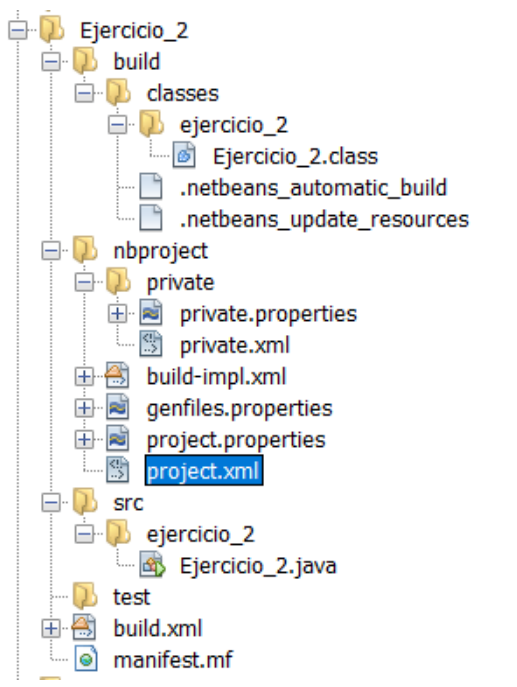 Ejercicio_2
build
classes
ejercicio_2
Ejercicio_2.class
.netbeans_automatic_build
.netbeans_update_resources
nbproject
private
private.properties
private.xml
build-impl.xml
genfiles.properties
project.properties
project.xml
src
ejercicio_2
Ejercicio_2.java
test
build.xml
manifest.mf